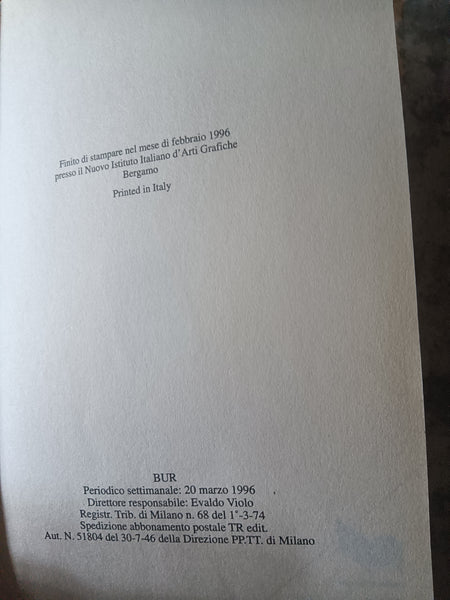 Finito di stampare nel mese di febbraio 1996
presso il Nuovo Istituto Italiano d'Arti Grafiche
Bergamo
Printed in Italy
BUR
Periodico settimanale: 20 marzo 1996
Direttore responsabile: Evaldo Violo
Registr. Trib. di Milano n. 68 del 1°-3-74
Spedizione abbonamento postale TR edit.
Aut. N. 51804 del 30-7-46 della Direzione PP.TT. di Milano